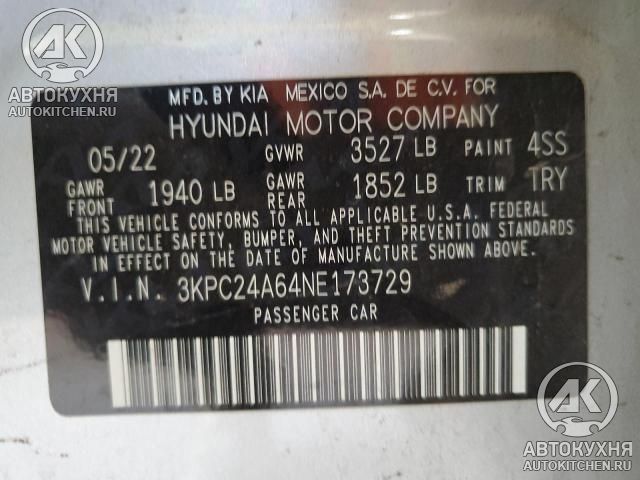 AK
АВТОКУХНЯ
AUTOKITCHEN.RU
MFD. BY KIA MEXICO S.A. DE C.V. FOR
HYUNDAI MOTOR COMPANY
05/22 GVWR 3527 LB PAINT 4SS
GAWR FRONT 1940 LB GAWR REAR 1852 LB TRIM TRY
THIS VEHICLE CONFORMS TO ALL APPLICABLE U.S.A. FEDERAL
MOTOR VEHICLE SAFETY, BUMPER, AND THEFT PREVENTION STANDARDS
IN EFFECT ON THE DATE OF MANUFACTURE SHOWN ABOVE.
V.I.N. 3KPC24A64NE173729
PASSENGER CAR
AK
АВТОКУХНЯ
AUTOKITCHEN.RU